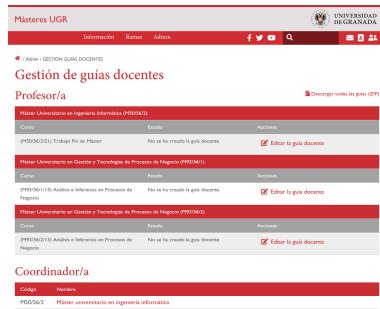 Másteres UGR
UNIVERSIDAD
DE GRANADA
Información Ramas Admin
/ Admin / GESTIÓN GUÍAS DOCENTES
Gestión de guías docentes
Profesor/a
Descargar todas las guías (ZIP)
Máster Universitario en Ingeniería Informática (M50/56/2)
Curso Estado Acciones
(M50/56/2/21) Trabajo Fin de Máster No se ha creado la guía docente Editar la guía docente
Máster Universitario en Gestión y Tecnologías de Procesos de Negocio (M93/56/1)
Curso Estado Acciones
(M93/56/1/13) Análisis e Inferencia en Procesos de Negocio No se ha creado la guía docente Editar la guía docente
Máster Universitario en Gestión y Tecnologías de Procesos de Negocio (M93/56/2)
Curso Estado Acciones
(M93/56/2/13) Análisis e Inferencia en Procesos de Negocio No se ha creado la guía docente Editar la guía docente
Coordinador/a
Código Nombre
M50/56/2 Máster universitario en ingeniería informática